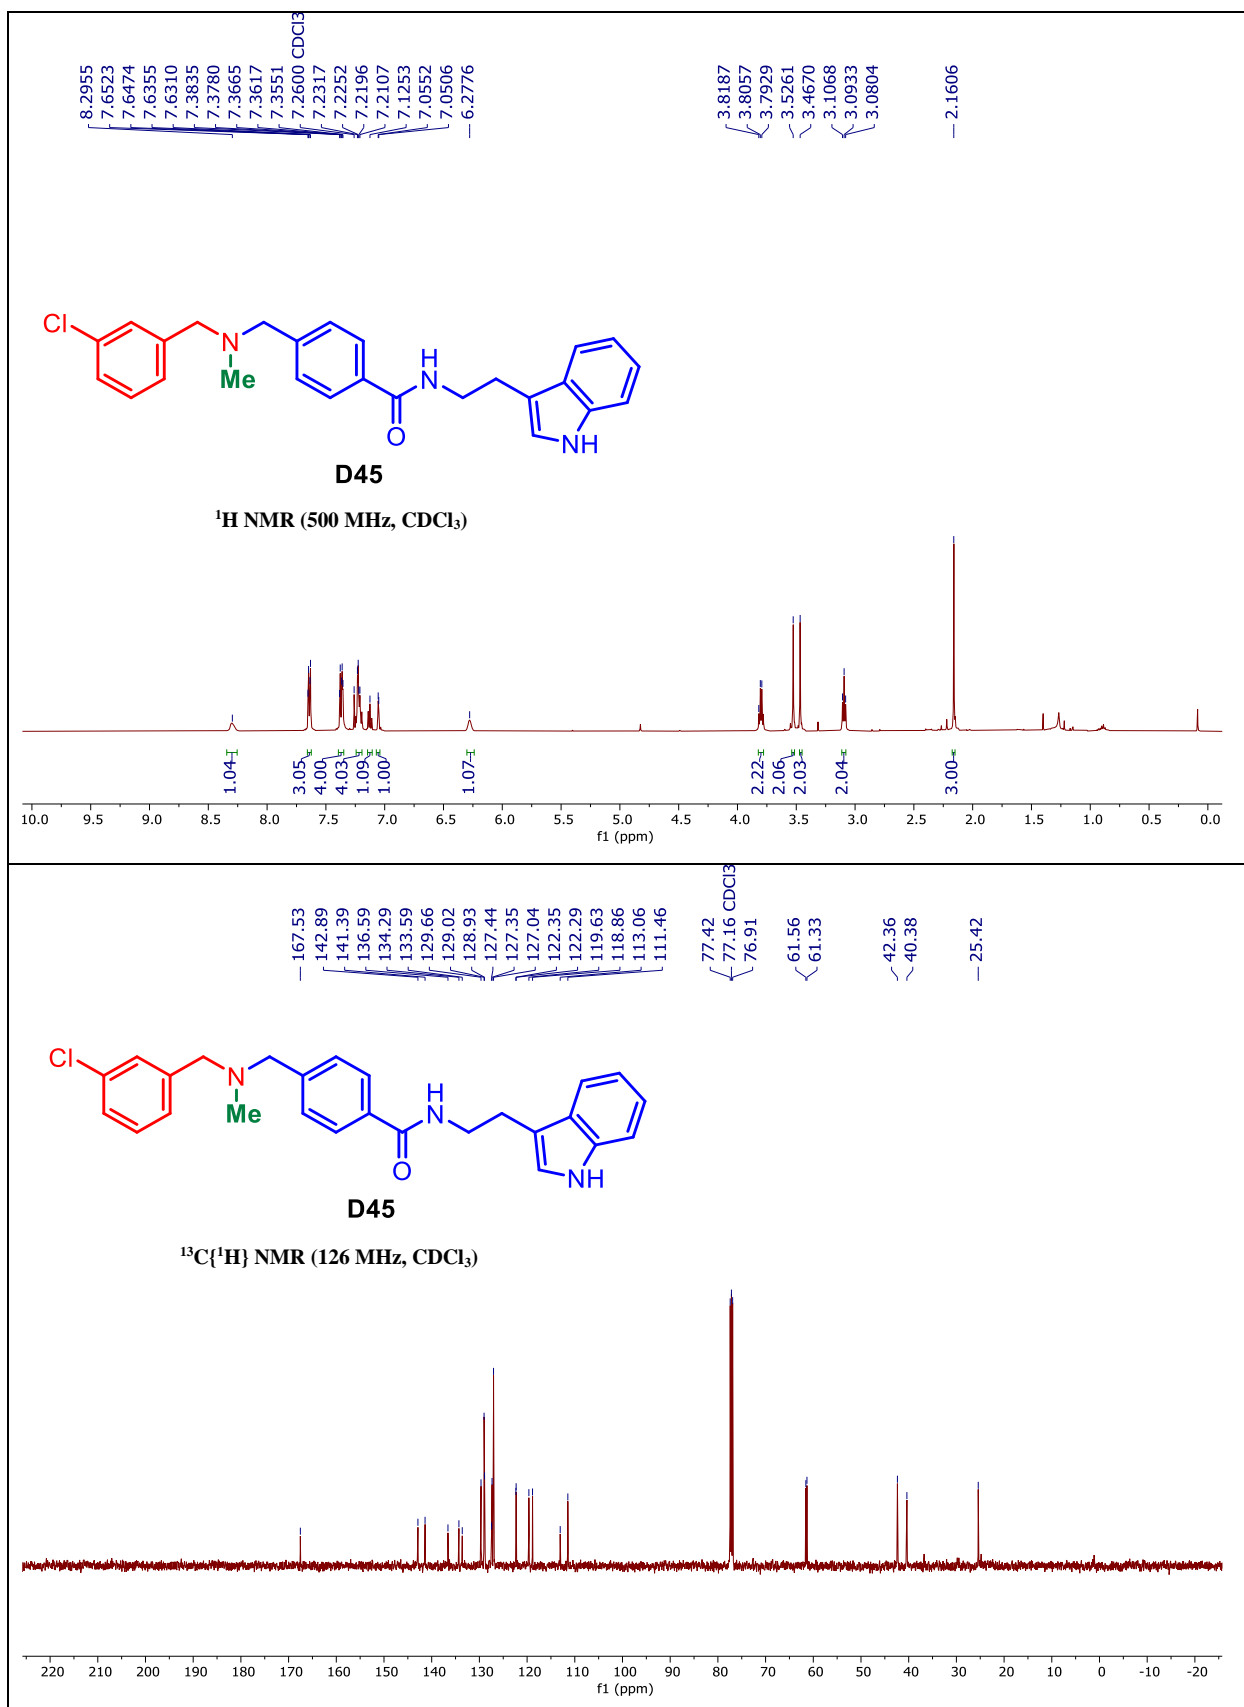 8.2955
7.6523
7.6474
7.6355
7.6310
7.3835
7.3780
7.3665
7.3617
7.3551
7.2600 CDCl3
7.2317
7.2252
7.2196
7.2107
7.1253
7.0552
7.0506
6.2776
3.8187
3.8057
3.7929
3.5261
3.4670
3.1068
3.0933
3.0804
2.1606
Cl
N
Me
H
N
O
NH
D45
¹H NMR (500 MHz, CDCl₃)
1.04
3.05
4.00
4.03
1.09
1.00
1.07
2.22
2.06
2.03
2.04
3.00
10.0 9.5 9.0 8.5 8.0 7.5 7.0 6.5 6.0 5.5 5.0 4.5 4.0 3.5 3.0 2.5 2.0 1.5 1.0 0.5 0.0
f1 (ppm)
167.53
142.89
141.39
136.59
134.29
133.59
129.66
129.02
128.93
127.44
127.35
127.04
122.35
122.29
119.63
118.86
113.06
111.46
77.42
77.16 CDCl3
76.91
61.56
61.33
42.36
40.38
25.42
Cl
N
Me
H
N
O
NH
D45
¹³C{¹H} NMR (126 MHz, CDCl₃)
220 210 200 190 180 170 160 150 140 130 120 110 100 90 80 70 60 50 40 30 20 10 0 -10 -20
f1 (ppm)